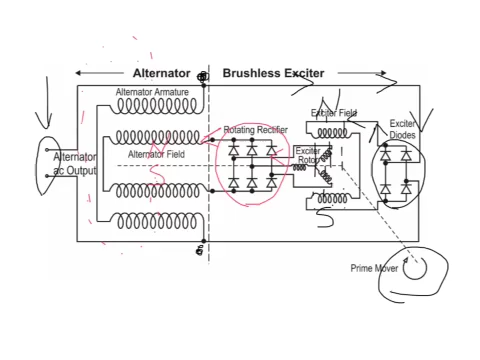 Alternator
Brushless Exciter
Alternator Armature
Exciter Field
Rotating Rectifier
Exciter
Diodes
Alternator
ac Output
Alternator Field
Exciter
Rotor
N
S
N
S
Prime Mover